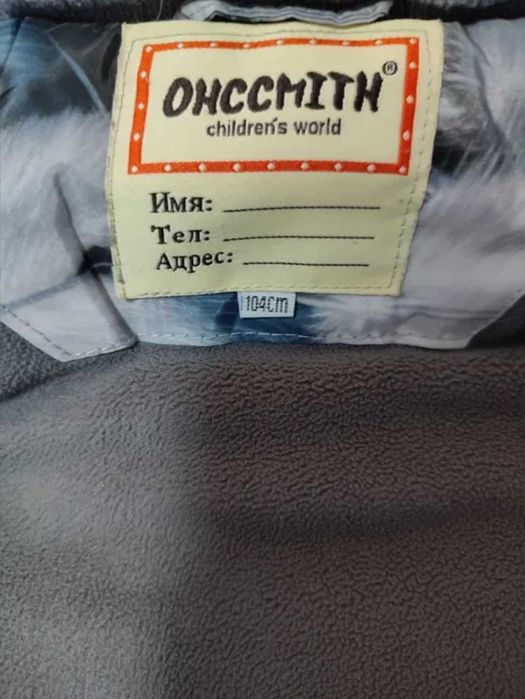 OHCCMITH®
children's world
Имя:
Тел:
Адрес:
104cm